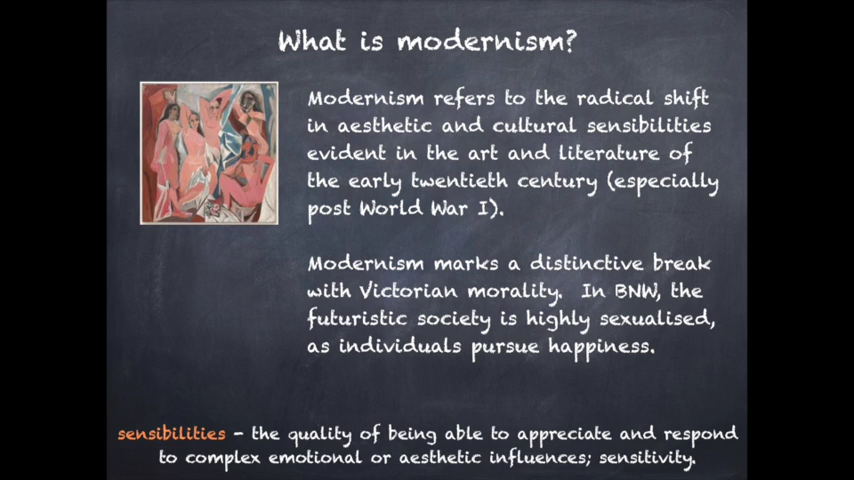 What is modernism?
Modernism refers to the radical shift
in aesthetic and cultural sensibilities
evident in the art and literature of
the early twentieth century (especially
post World War I).
Modernism marks a distinctive break
with Victorian morality. In BNW, the
futuristic society is highly sexualised,
as individuals pursue happiness.
sensibilities - the quality of being able to appreciate and respond
to complex emotional or aesthetic influences; sensitivity.